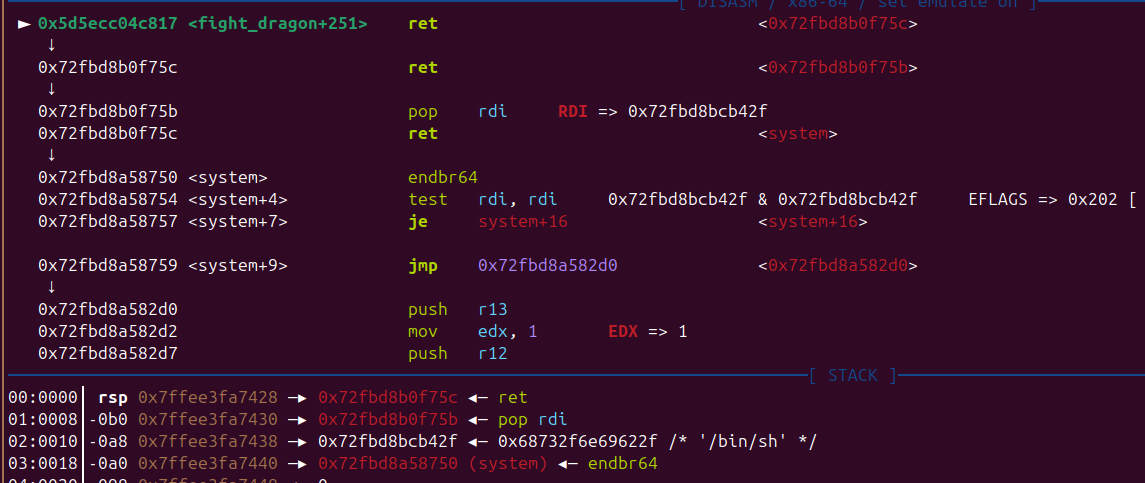 [ DISASM / x86-64 / set emulate on ]
► 0x5d5ecc04c817 <fight_dragon+251> ret <0x72fbd8b0f75c>
↓
0x72fbd8b0f75c ret <0x72fbd8b0f75b>
↓
0x72fbd8b0f75b pop rdi RDI => 0x72fbd8bcb42f
0x72fbd8b0f75c ret <system>
↓
0x72fbd8a58750 <system> endbr64
0x72fbd8a58754 <system+4> test rdi, rdi 0x72fbd8bcb42f & 0x72fbd8bcb42f EFLAGS => 0x202 [
0x72fbd8a58757 <system+7> je system+16 <system+16>
0x72fbd8a58759 <system+9> jmp 0x72fbd8a582d0 <0x72fbd8a582d0>
↓
0x72fbd8a582d0 push r13
0x72fbd8a582d2 mov edx, 1 EDX => 1
0x72fbd8a582d7 push r12
[ STACK ]
00:0000│ rsp 0x7ffee3fa7428 —▸ 0x72fbd8b0f75c ◂— ret
01:0008│-0b0 0x7ffee3fa7430 —▸ 0x72fbd8b0f75b ◂— pop rdi
02:0010│-0a8 0x7ffee3fa7438 —▸ 0x72fbd8bcb42f ◂— 0x68732f6e69622f /* '/bin/sh' */
03:0018│-0a0 0x7ffee3fa7440 —▸ 0x72fbd8a58750 (system) ◂— endbr64